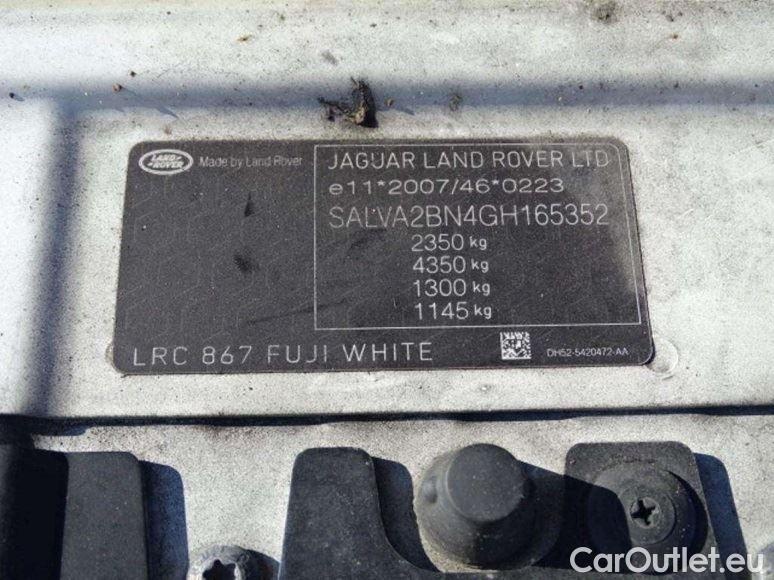 LAND ROVER
Made by Land Rover
JAGUAR LAND ROVER LTD
e11*2007/46*0223
SALVA2BN4GH165352
2350 kg
4350 kg
1300 kg
1145 kg
LRC 867 FUJI WHITE
DH52-5420472-AA
CarOutlet.eu